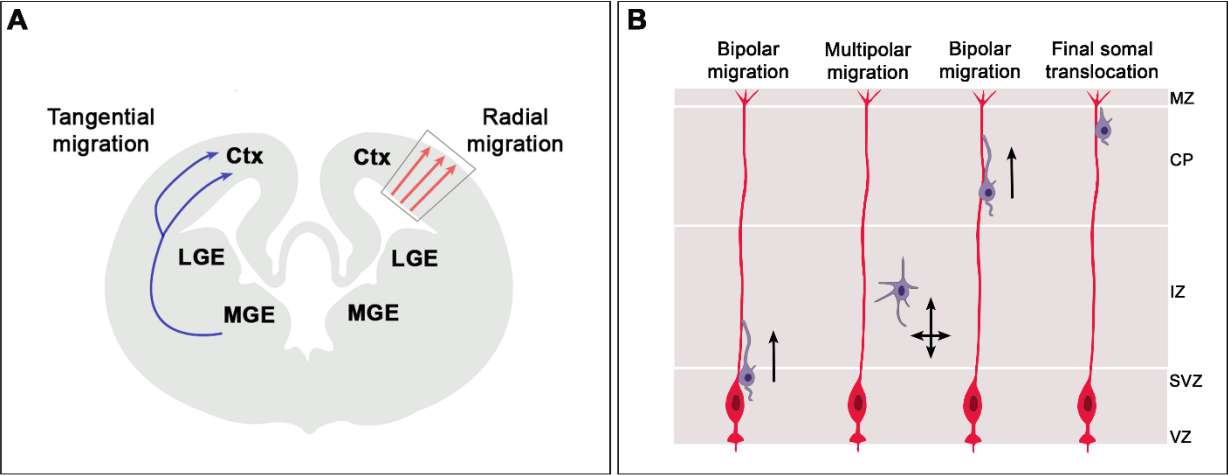 A
Tangential
migration
Radial
migration
Ctx
Ctx
LGE
LGE
MGE
MGE
B
Bipolar
migration
Multipolar
migration
Bipolar
migration
Final somal
translocation
MZ
CP
IZ
SVZ
VZ